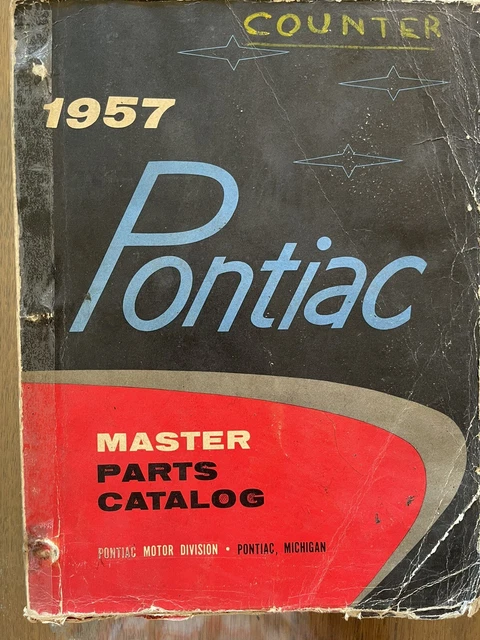 COUNTER
1957
Pontiac
MASTER
PARTS
CATALOG
PONTIAC MOTOR DIVISION • PONTIAC, MICHIGAN